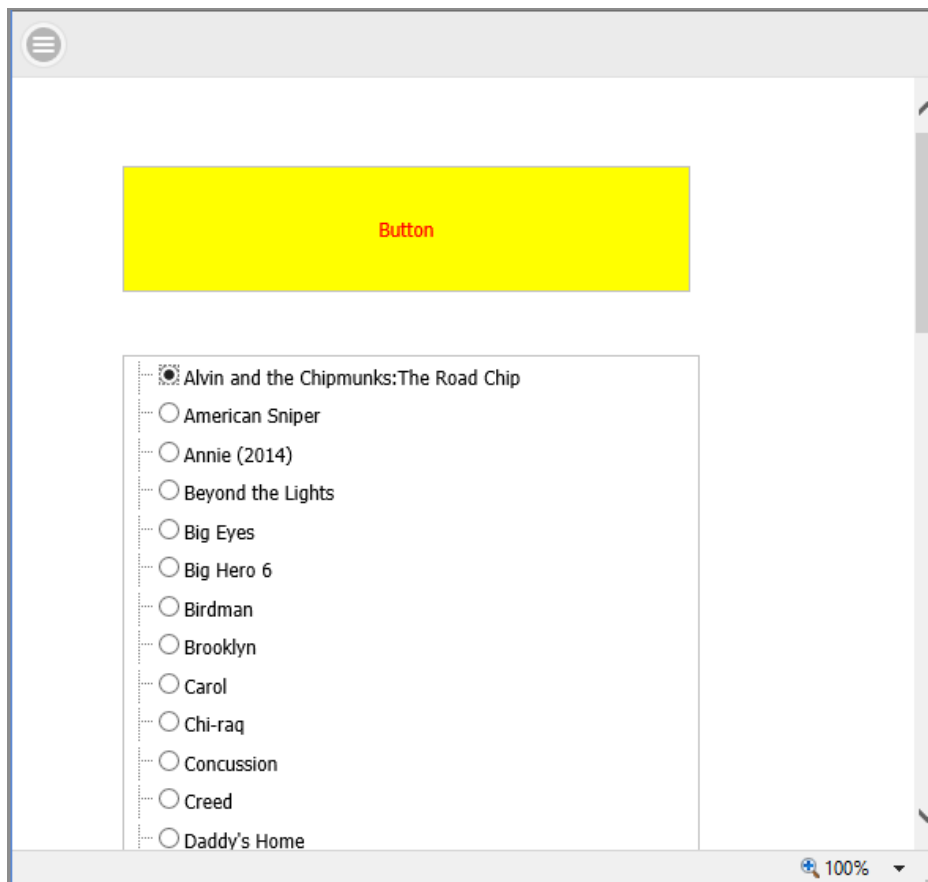 Button
Alvin and the Chipmunks:The Road Chip
American Sniper
Annie (2014)
Beyond the Lights
Big Eyes
Big Hero 6
Birdman
Brooklyn
Carol
Chi-raq
Concussion
Creed
Daddy's Home
100%